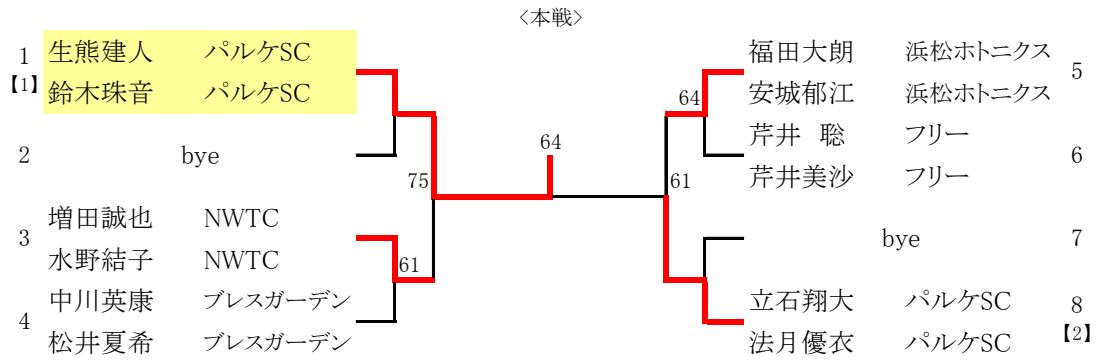 〈本戦〉
1 生熊建人 パルケSC
【1】 鈴木珠音 パルケSC
2 bye
3 増田誠也 NWTC
水野結子 NWTC
4 中川英康 ブレスガーデン
松井夏希 ブレスガーデン
75
61
64
64
61
福田大朗 浜松ホトニクス 5
安城郁江 浜松ホトニクス
芹井 聡 フリー 6
芹井美沙 フリー
bye 7
立石翔大 パルケSC 8
法月優衣 パルケSC 【2】